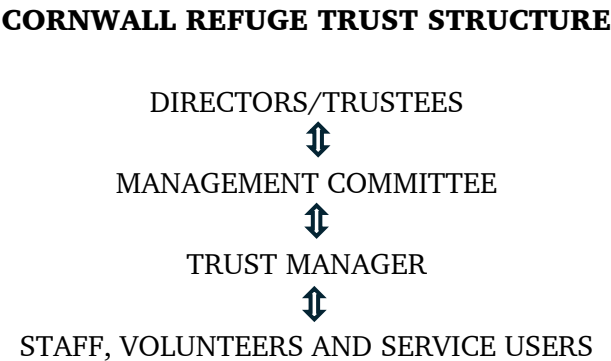 CORNWALL REFUGE TRUST STRUCTURE
DIRECTORS/TRUSTEES
MANAGEMENT COMMITTEE
TRUST MANAGER
STAFF, VOLUNTEERS AND SERVICE USERS